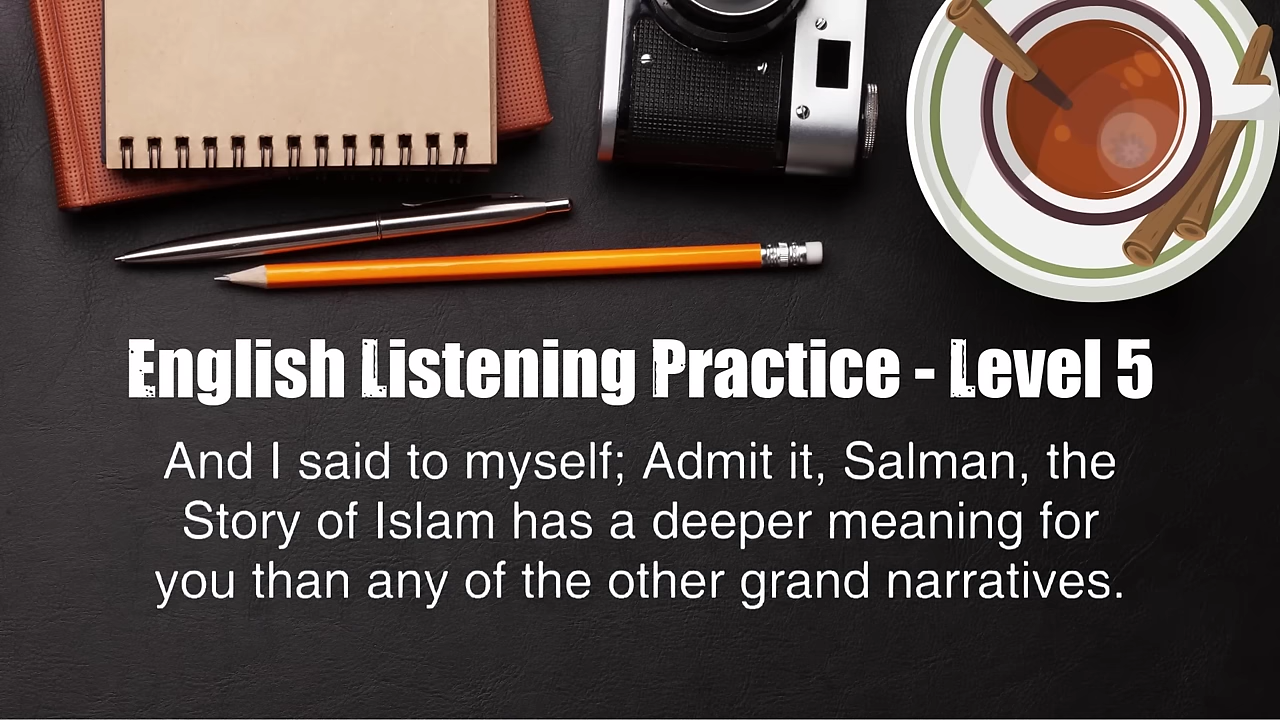 English Listening Practice - Level 5
And I said to myself; Admit it, Salman, the
Story of Islam has a deeper meaning for
you than any of the other grand narratives.